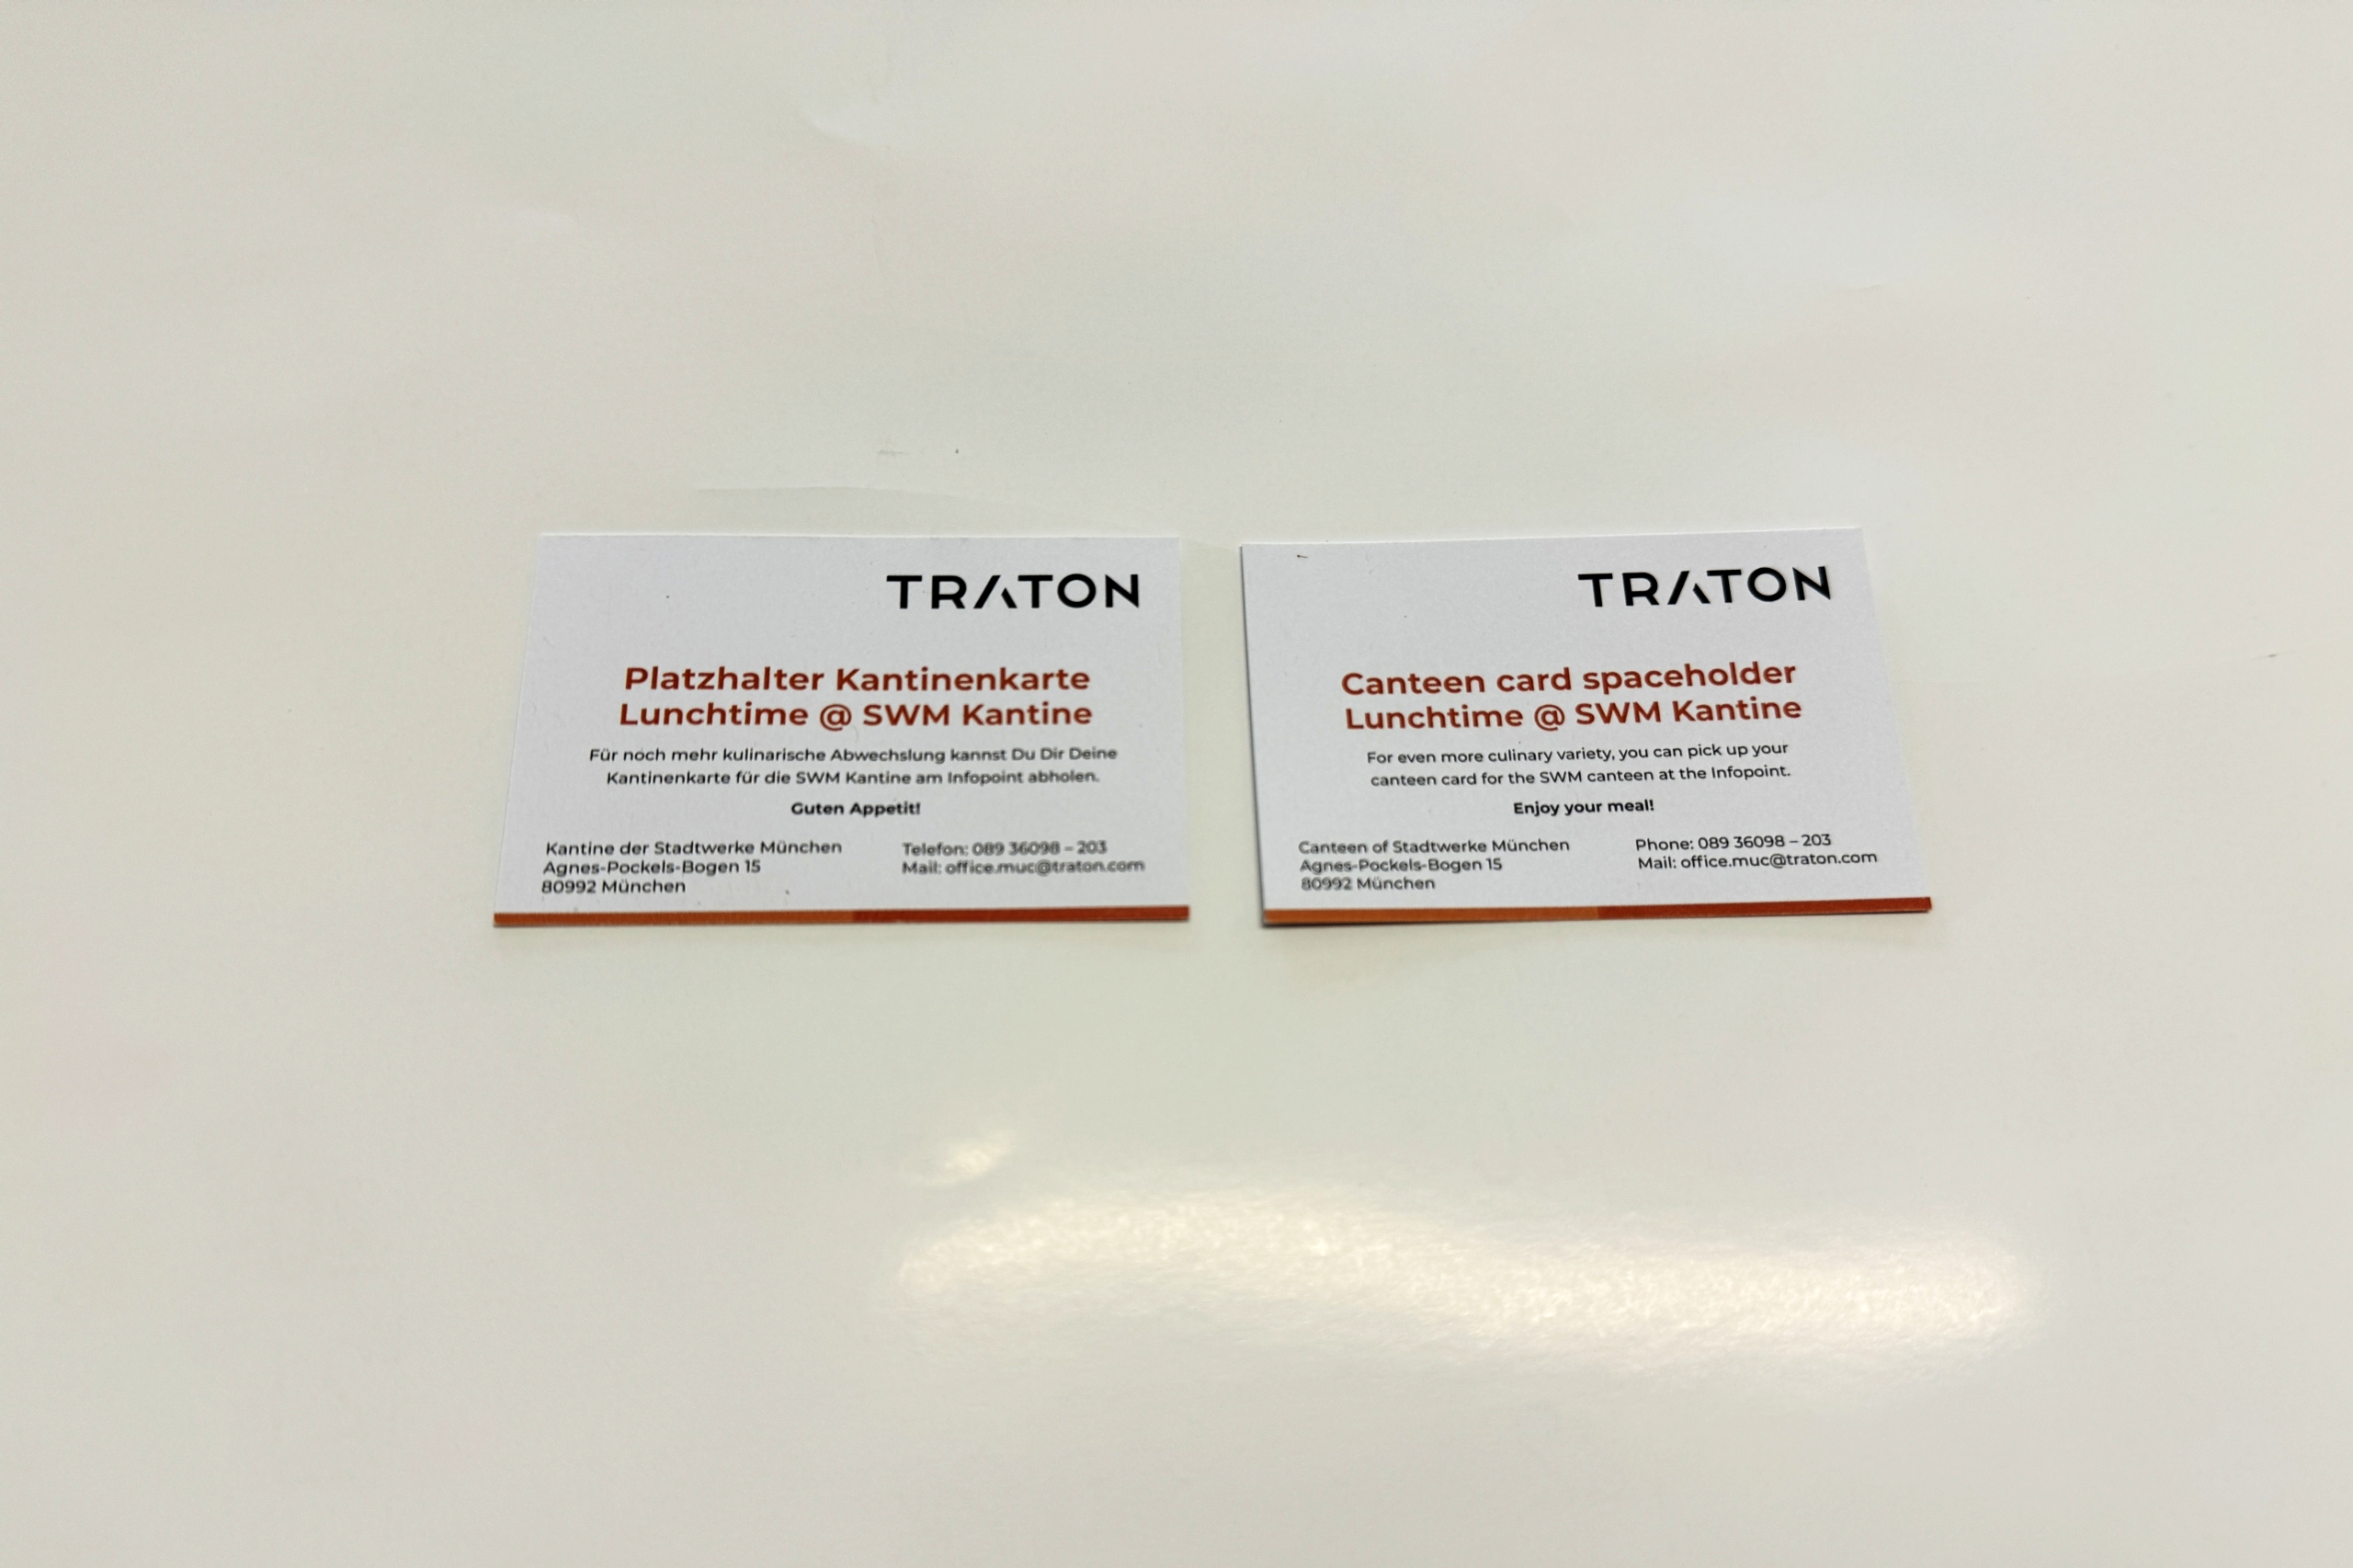 TRATON
Platzhalter Kantinenkarte
Lunchtime @ SWM Kantine
Für noch mehr kulinarische Abwechslung kannst Du Dir Deine
Kantinenkarte für die SWM Kantine am Infopoint abholen.
Guten Appetit!
Kantine der Stadtwerke München
Agnes-Pockels-Bogen 15
80992 München
Telefon: 089 36098 – 203
Mail: office.muc@traton.com
TRATON
Canteen card spaceholder
Lunchtime @ SWM Kantine
For even more culinary variety, you can pick up your
canteen card for the SWM canteen at the Infopoint.
Enjoy your meal!
Canteen of Stadtwerke München
Agnes-Pockels-Bogen 15
80992 München
Phone: 089 36098 – 203
Mail: office.muc@traton.com